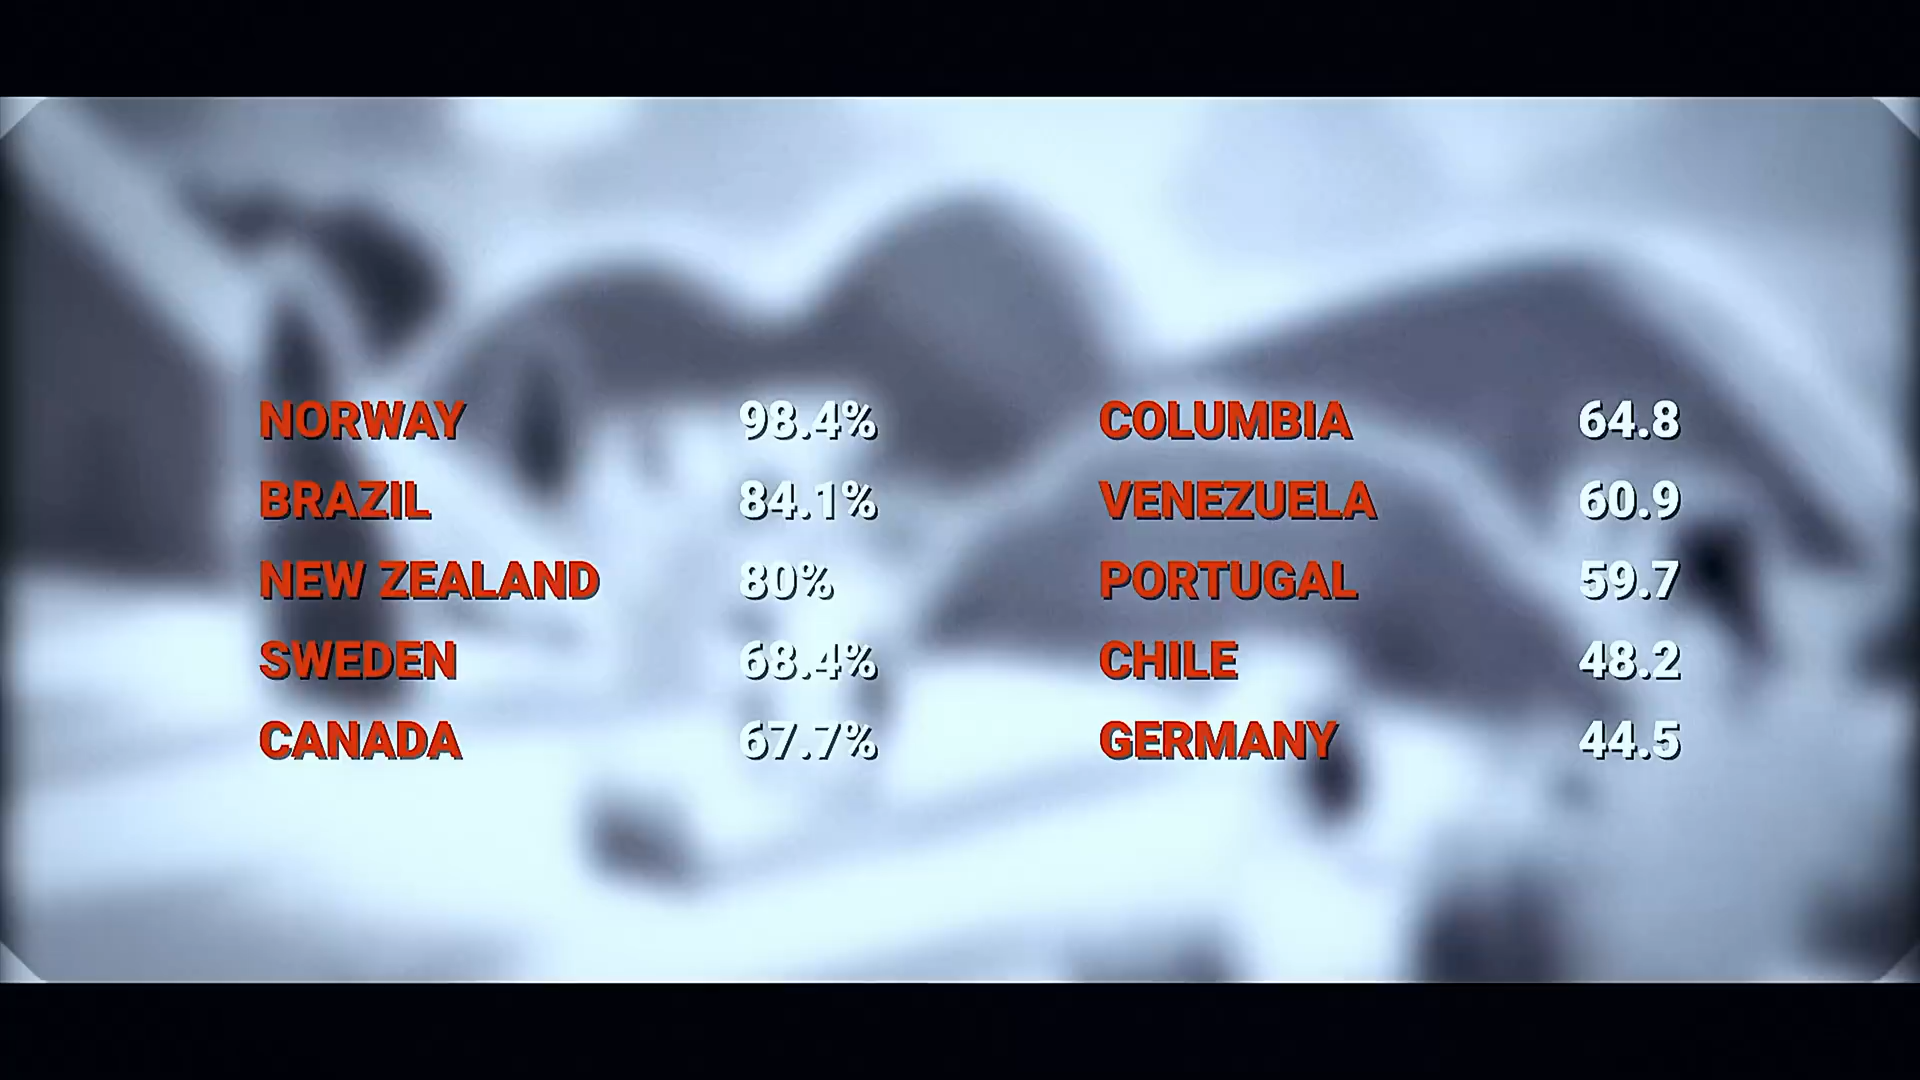 NORWAY 98.4%
BRAZIL 84.1%
NEW ZEALAND 80%
SWEDEN 68.4%
CANADA 67.7%
COLUMBIA 64.8
VENEZUELA 60.9
PORTUGAL 59.7
CHILE 48.2
GERMANY 44.5